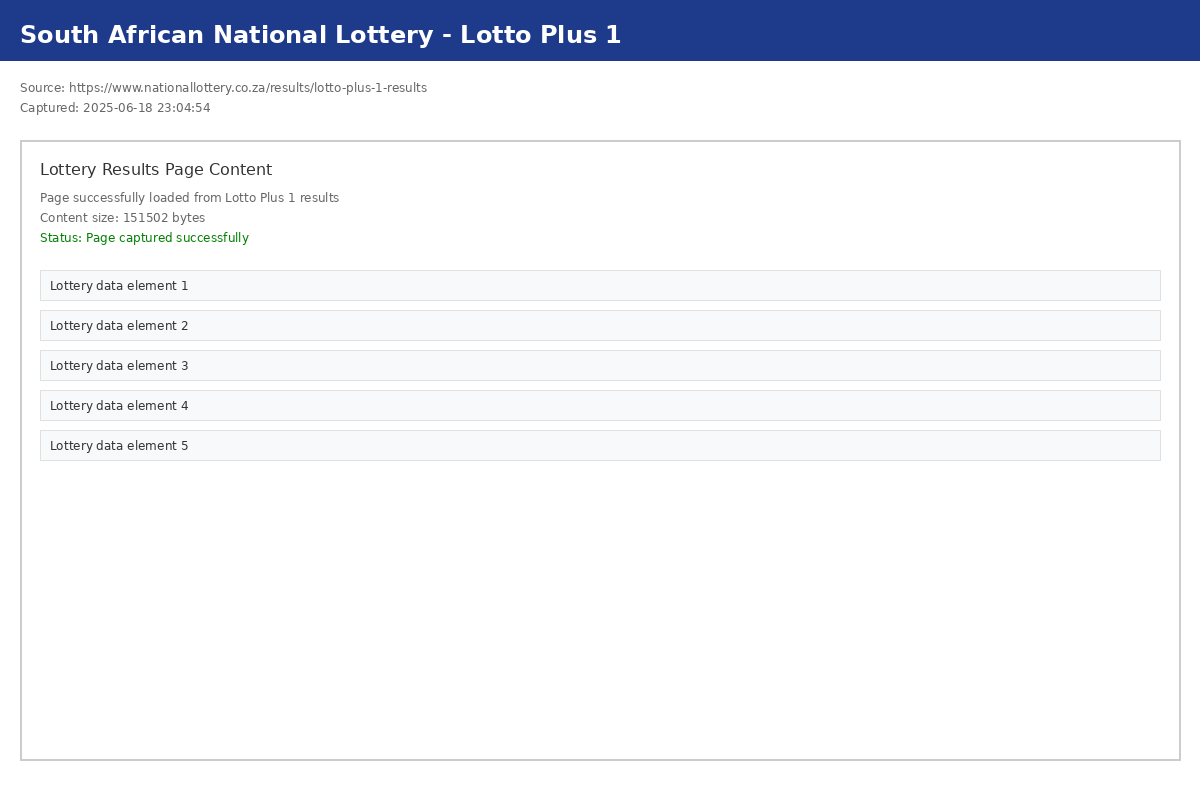 South African National Lottery - Lotto Plus 1
Source: https://www.nationallottery.co.za/results/lotto-plus-1-results
Captured: 2025-06-18 23:04:54
Lottery Results Page Content
Page successfully loaded from Lotto Plus 1 results
Content size: 151502 bytes
Status: Page captured successfully
Lottery data element 1
Lottery data element 2
Lottery data element 3
Lottery data element 4
Lottery data element 5